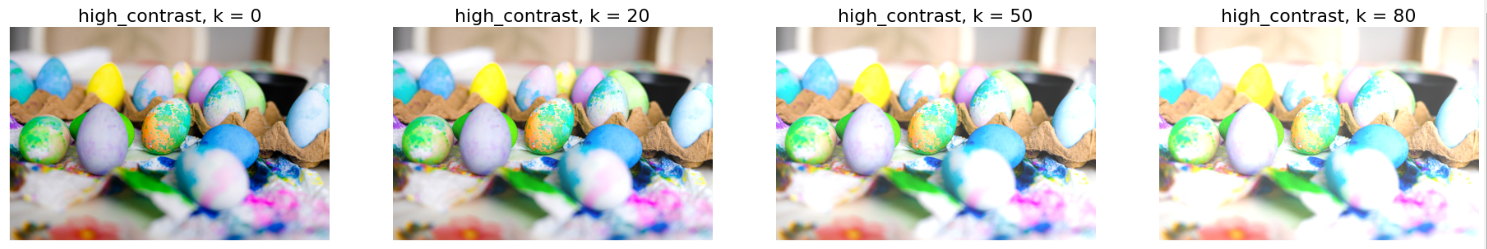 high_contrast, k = 0
high_contrast, k = 20
high_contrast, k = 50
high_contrast, k = 80